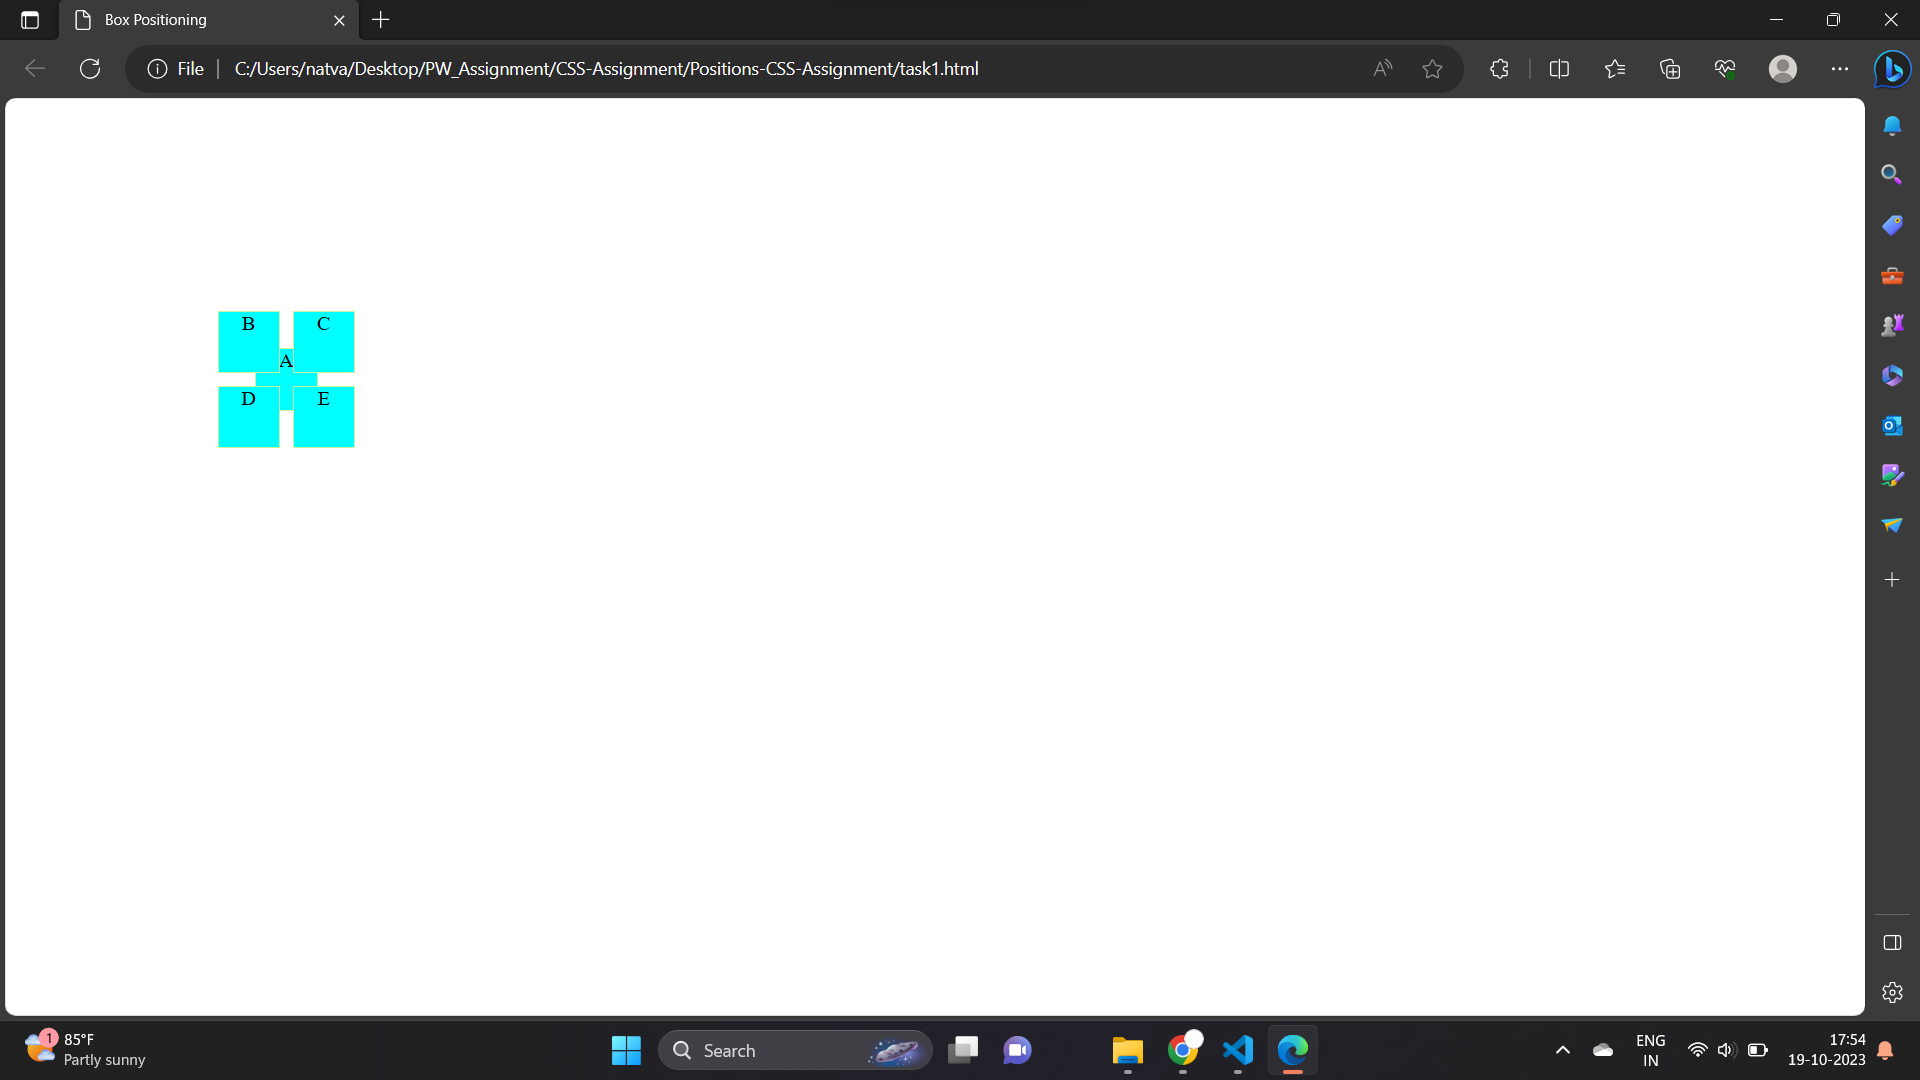 Box Positioning
File
C:/Users/natva/Desktop/PW_Assignment/CSS-Assignment/Positions-CSS-Assignment/task1.html
B C
A
D E
1
85°F
Partly sunny
Search
ENG
IN
17:54
19-10-2023